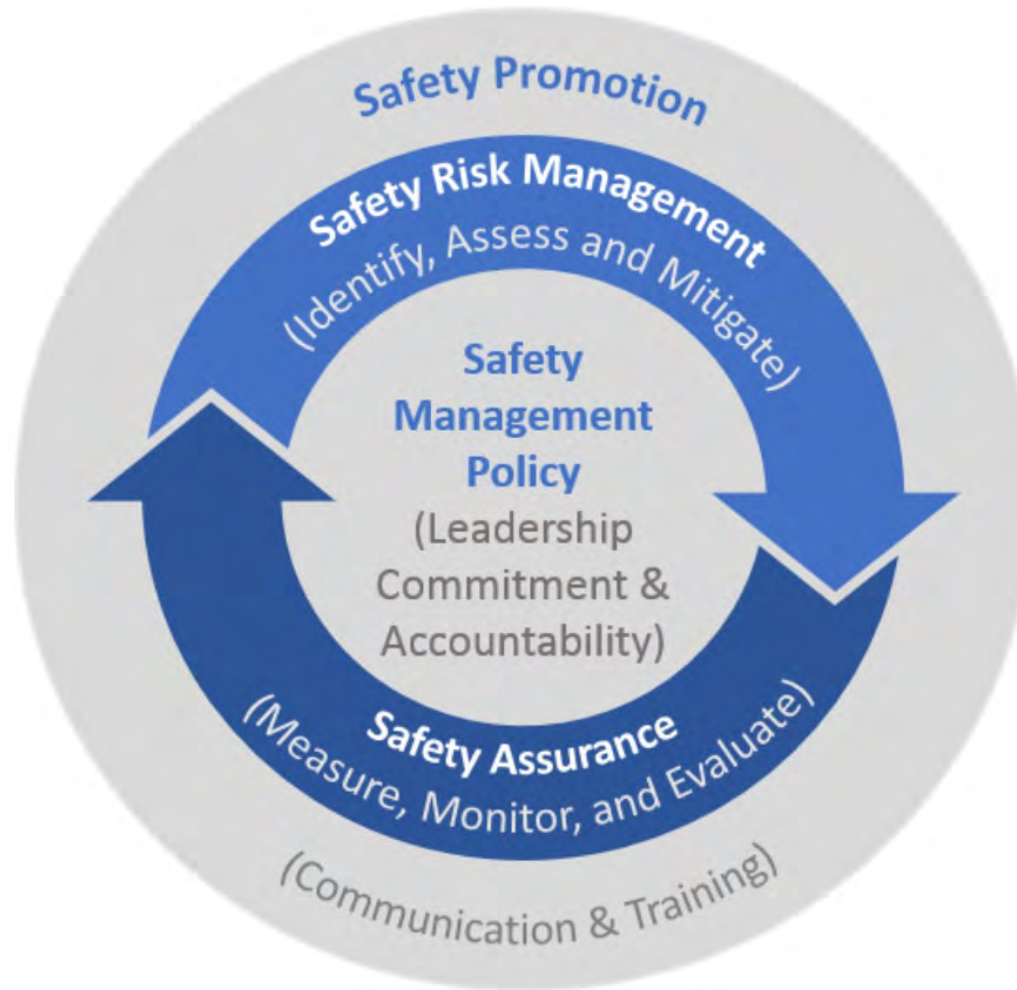 Safety Promotion
Safety Risk Management
(Identify, Assess and Mitigate)
Safety
Management
Policy
(Leadership
Commitment &
Accountability)
Safety Assurance
(Measure, Monitor, and Evaluate)
(Communication & Training)